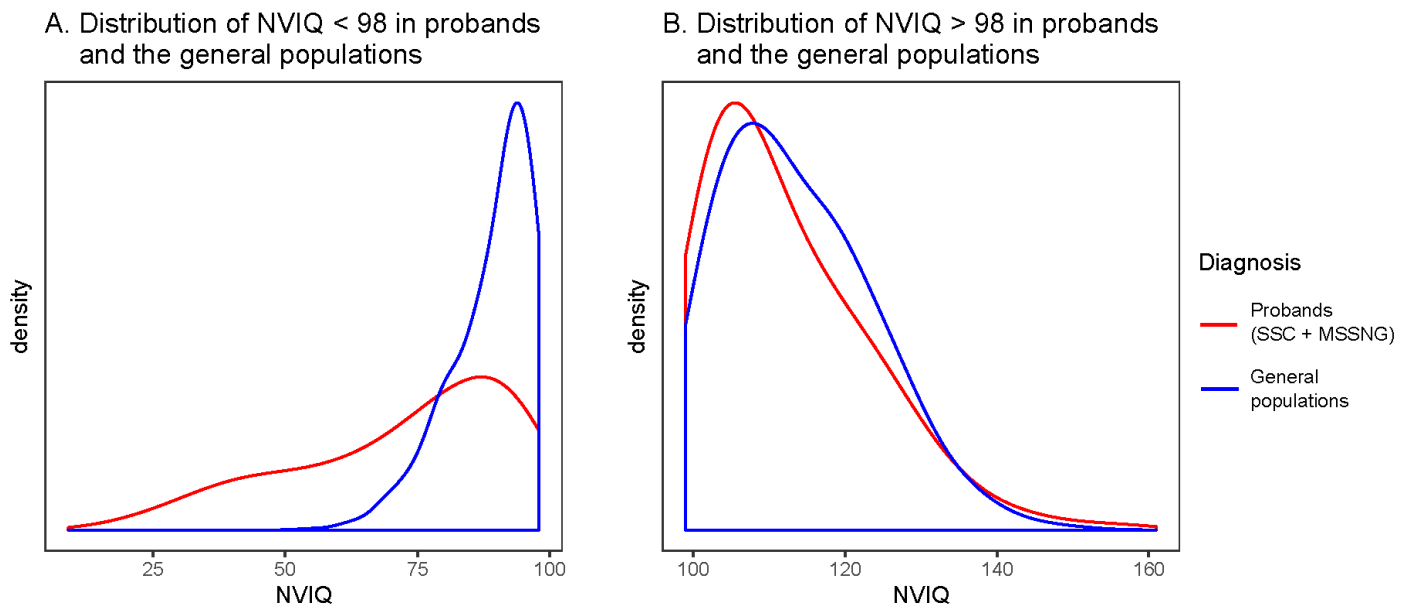 A. Distribution of NVIQ < 98 in probands
and the general populations
density
25 50 75 100
NVIQ
B. Distribution of NVIQ > 98 in probands
and the general populations
density
100 120 140 160
NVIQ
Diagnosis
Probands
(SSC + MSSNG)
General
populations